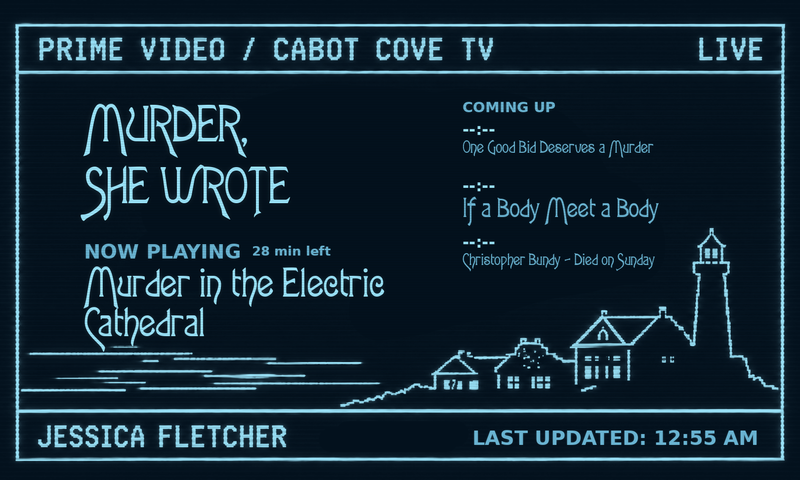 PRIME VIDEO / CABOT COVE TV
LIVE
MURDER,
SHE WROTE
NOW PLAYING 28 min left
Murder in the Electric
Cathedral
COMING UP
--:--
One Good Bid Deserves a Murder
--:--
If a Body Meet a Body
--:--
Christopher Bundy - Died on Sunday
JESSICA FLETCHER
LAST UPDATED: 12:55 AM